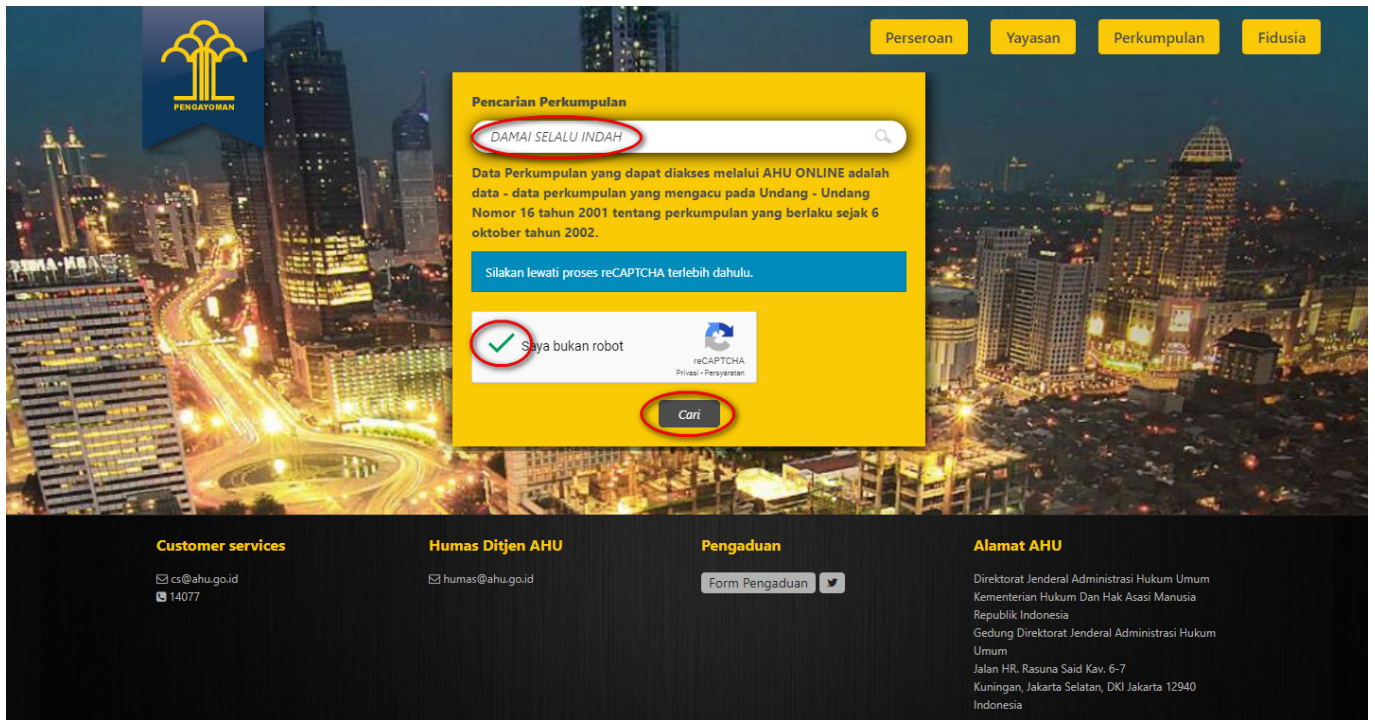 PENGAYOMAN
Perseroan
Yayasan
Perkumpulan
Fidusia
Pencarian Perkumpulan
DAMAI SELALU INDAH
Data Perkumpulan yang dapat diakses melalui AHU ONLINE adalah
data - data perkumpulan yang mengacu pada Undang - Undang
Nomor 16 tahun 2001 tentang perkumpulan yang berlaku sejak 6
oktober tahun 2002.
Silakan lewati proses reCAPTCHA terlebih dahulu.
Saya bukan robot
reCAPTCHA
Privasi - Persyaratan
Cari
Customer services
cs@ahu.go.id
14077
Humas Ditjen AHU
humas@ahu.go.id
Pengaduan
Form Pengaduan
Alamat AHU
Direktorat Jenderal Administrasi Hukum Umum
Kementerian Hukum Dan Hak Asasi Manusia
Republik Indonesia
Gedung Direktorat Jenderal Administrasi Hukum
Umum
Jalan HR. Rasuna Said Kav. 6-7
Kuningan, Jakarta Selatan, DKI Jakarta 12940
Indonesia